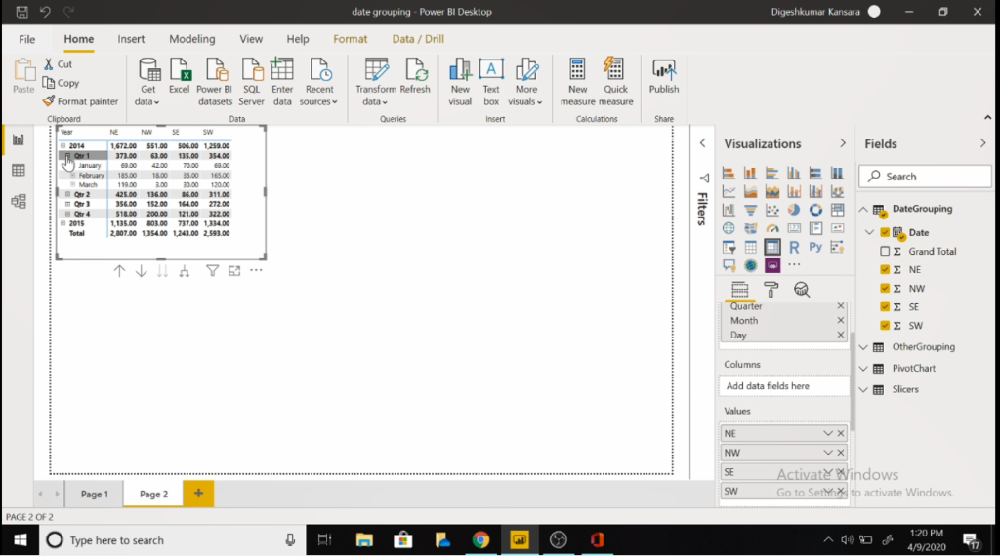 date grouping - Power BI Desktop
Digeshkumar Kansara
File Home Insert Modeling View Help Format Data / Drill
Paste
Cut
Copy
Format painter
Get data
Excel
Power BI datasets
SQL Server
Enter data
Recent sources
Transform data
Refresh
New visual
Text box
More visuals
New measure
Quick measure
Publish
Clipboard
Data
Queries
Insert
Calculations
Share
Year NE NW SE SW
2014 1,672.00 551.00 506.00 1,259.00
Qtr 1 373.00 63.00 135.00 354.00
January 69.00 42.00 70.00 69.00
February 185.00 18.00 35.00 165.00
March 119.00 3.00 30.00 120.00
Qtr 2 425.00 136.00 86.00 311.00
Qtr 3 356.00 152.00 164.00 272.00
Qtr 4 518.00 200.00 121.00 322.00
2015 1,135.00 803.00 737.00 1,334.00
Total 2,807.00 1,354.00 1,243.00 2,593.00
Filters
Visualizations
R Py
Quarter
Month
Day
Columns
Add data fields here
Values
NE
NW
SE
SW
Fields
Search
DateGrouping
Date
Σ Grand Total
Σ NE
Σ NW
Σ SE
Σ SW
OtherGrouping
PivotChart
Slicers
Activate Windows
Go to Settings to activate Windows.
Page 1
Page 2
PAGE 2 OF 2
Type here to search
1:20 PM
4/9/2020
17